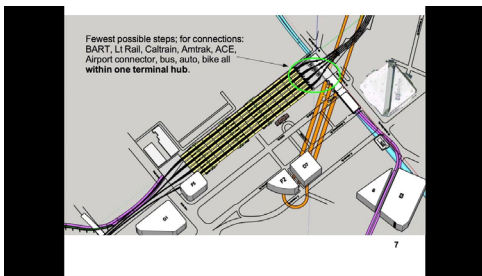 Fewest possible steps; for connections:
BART, Lt Rail, Caltrain, Amtrak, ACE,
Airport connector, bus, auto, bike all
within one terminal hub.
7